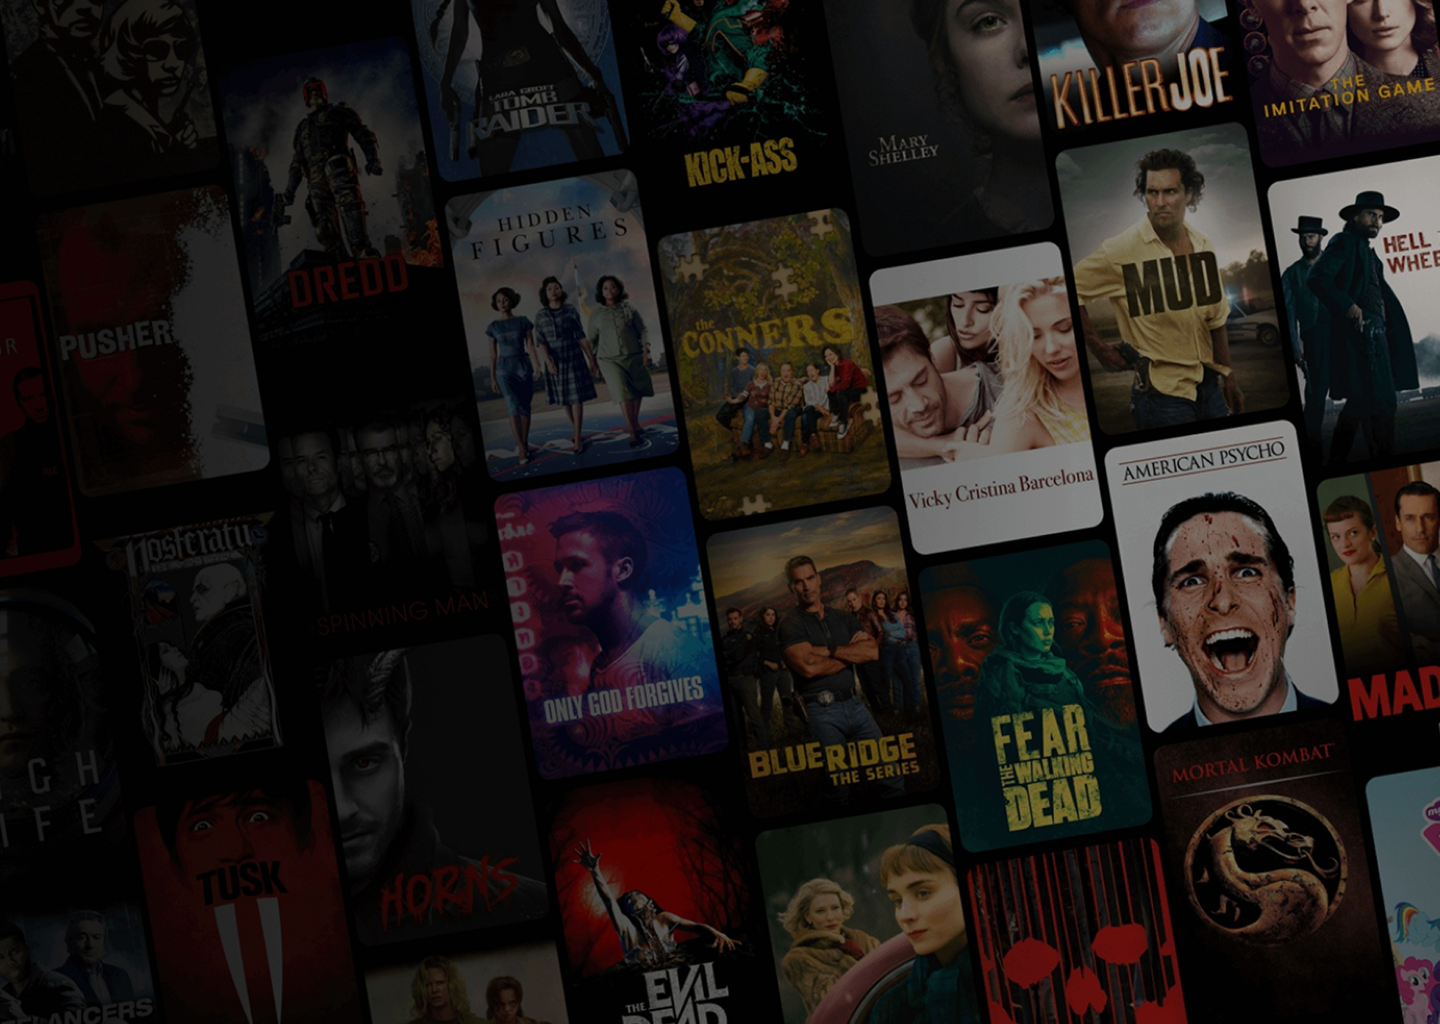 LARA CROFT
TOMB
RAIDER
KICK-ASS
MARY
SHELLEY
KILLER JOE
THE
IMITATION GAME
PUSHER
DREDD
HIDDEN
FIGURES
the
CONNERS
MUD
HELL
Vicky Cristina Barcelona
AMERICAN PSYCHO
Nosferatu
SPINNING MAN
ONLY GOD FORGIVES
BLUE RIDGE
THE SERIES
FEAR
THE WALKING
DEAD
MAD
MORTAL KOMBAT
TUSK
HORNS
THE EVIL
DEAD